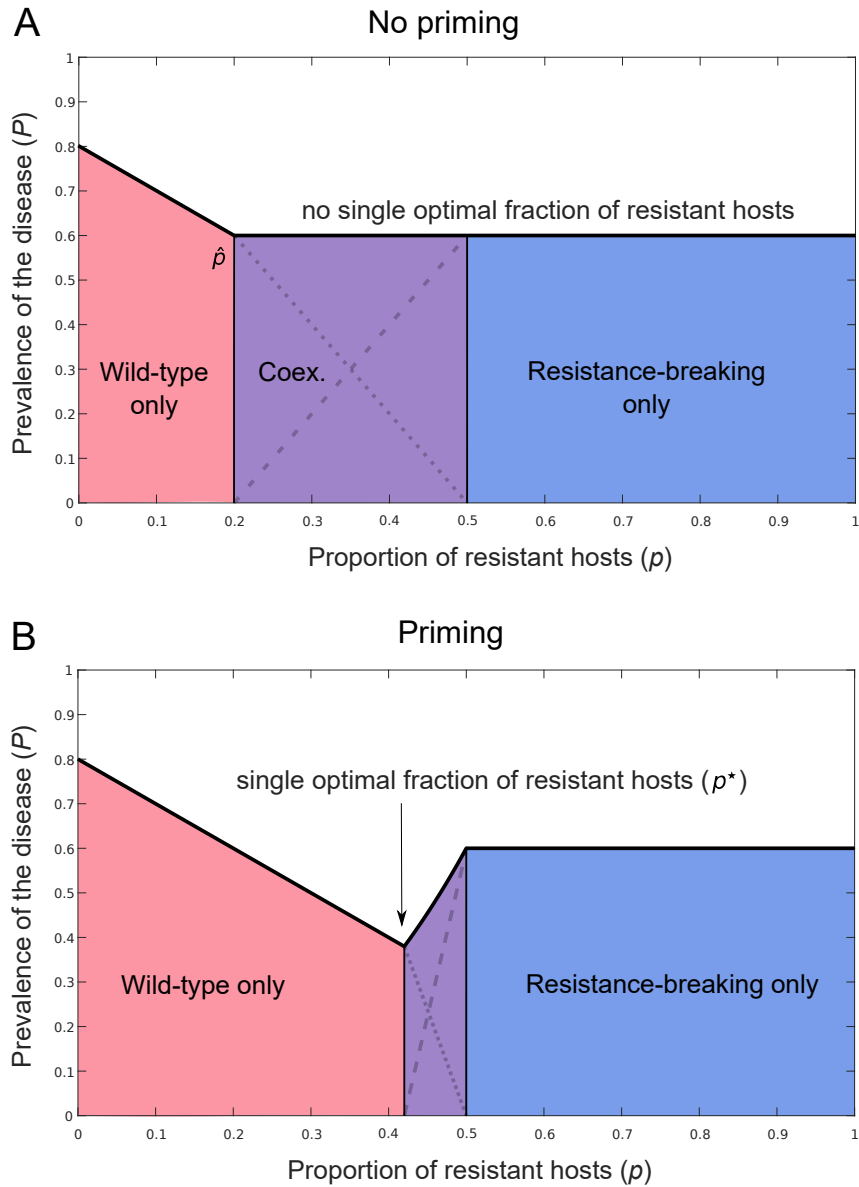 A
No priming
1
0.9
0.8
0.7
0.6
0.5
0.4
0.3
0.2
0.1
0
Prevalence of the disease (P)
no single optimal fraction of resistant hosts
p̂
Wild-type
only
Coex.
Resistance-breaking
only
0 0.1 0.2 0.3 0.4 0.5 0.6 0.7 0.8 0.9 1
Proportion of resistant hosts (p)
B
Priming
1
0.9
0.8
0.7
0.6
0.5
0.4
0.3
0.2
0.1
0
Prevalence of the disease (P)
single optimal fraction of resistant hosts (p⋆)
Wild-type only
Resistance-breaking only
0 0.1 0.2 0.3 0.4 0.5 0.6 0.7 0.8 0.9 1
Proportion of resistant hosts (p)